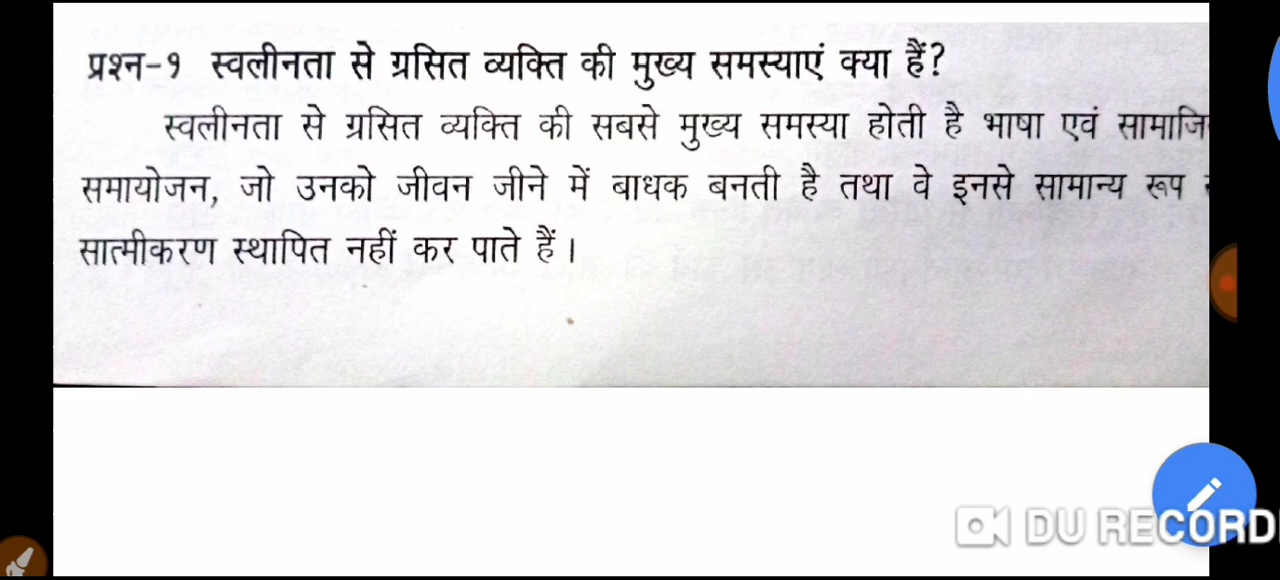 प्रश्न-१ स्वलीनता से ग्रसित व्यक्ति की मुख्य समस्याएं क्या हैं?
स्वलीनता से ग्रसित व्यक्ति की सबसे मुख्य समस्या होती है भाषा एवं
समायोजन, जो उनको जीवन जीने में बाधक बनती है तथा वे इनसे सामान्य रूप
सात्मीकरण स्थापित नहीं कर पाते हैं।
DU RECORD